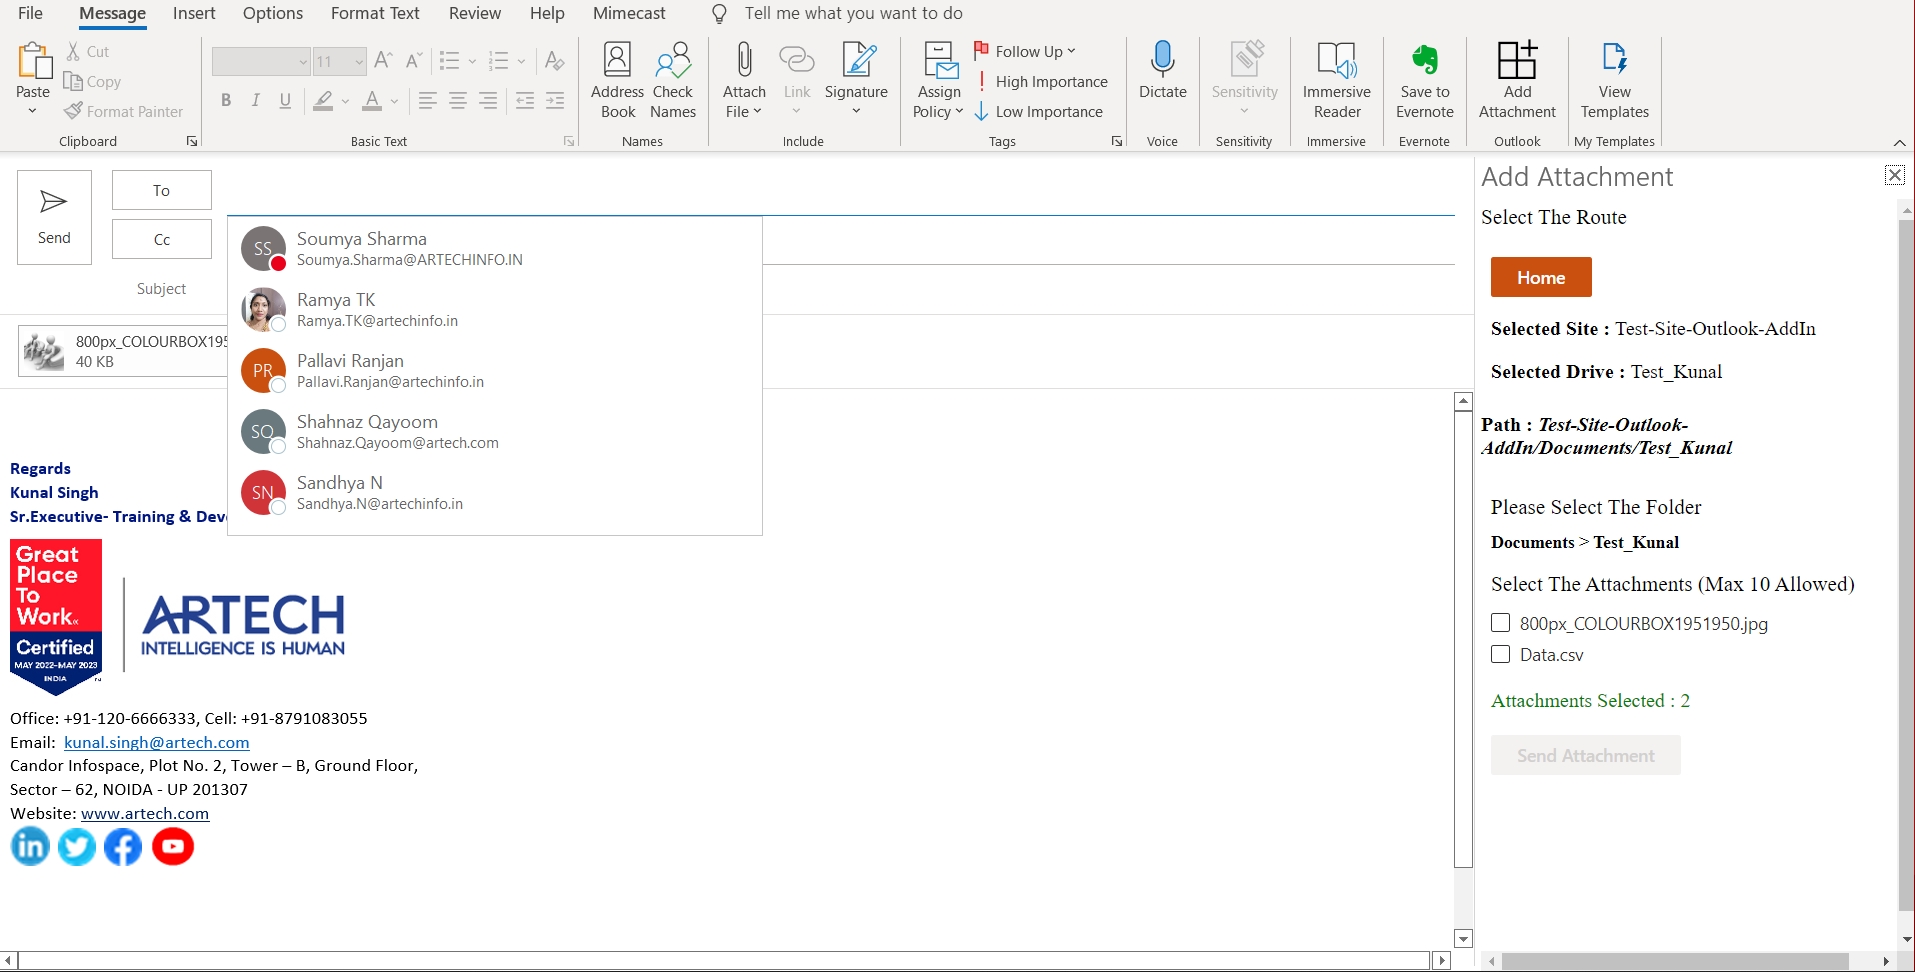 File Message Insert Options Format Text Review Help Mimecast Tell me what you want to do
Paste
Cut
Copy
Format Painter
Clipboard
11
B I U
A
Basic Text
Address Book
Check Names
Names
Attach File
Link
Signature
Include
Assign Policy
Follow Up
High Importance
Low Importance
Tags
Dictate
Voice
Sensitivity
Sensitivity
Immersive Reader
Immersive
Save to Evernote
Evernote
Add Attachment
Outlook
View Templates
My Templates
Send
To
Cc
Subject
800px_COLOURBOX195
40 KB
SS
Soumya Sharma
Soumya.Sharma@ARTECHINFO.IN
Ramya TK
Ramya.TK@artechinfo.in
PR
Pallavi Ranjan
Pallavi.Ranjan@artechinfo.in
SQ
Shahnaz Qayoom
Shahnaz.Qayoom@artech.com
SN
Sandhya N
Sandhya.N@artechinfo.in
Regards
Kunal Singh
Sr.Executive- Training & Dev
Great
Place
To
Work.
Certified
MAY 2022-MAY 2023
INDIA
ARTECH
INTELLIGENCE IS HUMAN
Office: +91-120-6666333, Cell: +91-8791083055
Email: kunal.singh@artech.com
Candor Infospace, Plot No. 2, Tower – B, Ground Floor,
Sector – 62, NOIDA - UP 201307
Website: www.artech.com
in
Add Attachment
Select The Route
Home
Selected Site : Test-Site-Outlook-AddIn
Selected Drive : Test_Kunal
Path : Test-Site-Outlook-
AddIn/Documents/Test_Kunal
Please Select The Folder
Documents > Test_Kunal
Select The Attachments (Max 10 Allowed)
800px_COLOURBOX1951950.jpg
Data.csv
Attachments Selected : 2
Send Attachment